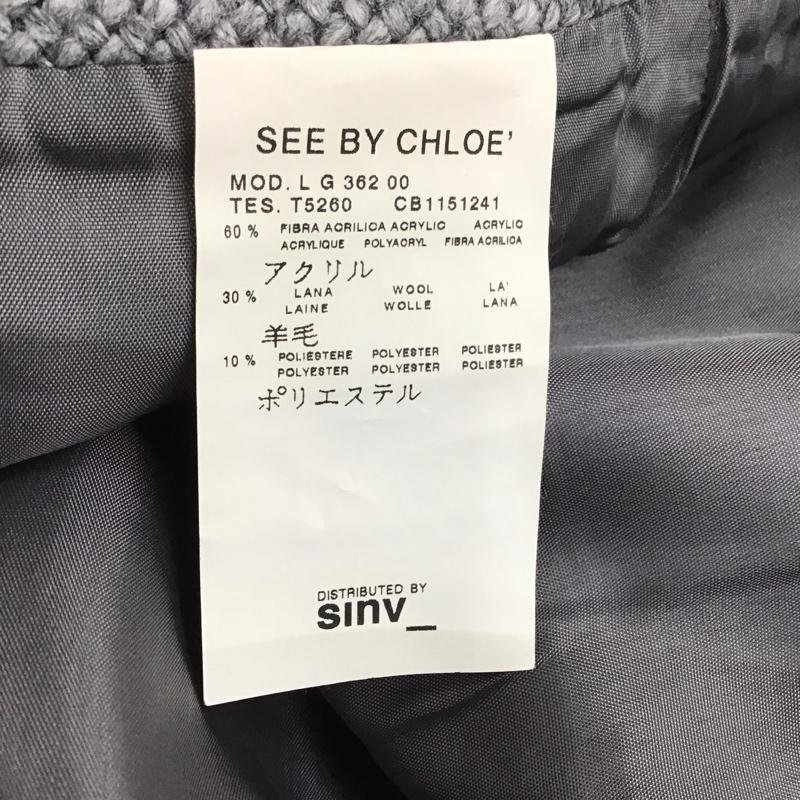 SEE BY CHLOE'
MOD. L G 362 00
TES. T5260 CB1151241
60 % FIBRA ACRILICA ACRYLIC ACRYLIC
ACRYLIQUE POLYACRYL FIBRA ACRILICA
アクリル
30 % LANA WOOL LA'
LAINE WOLLE LANA
羊毛
10 % POLIESTERE POLYESTER POLIESTER
POLYESTER POLYESTER POLIESTER
ポリエステル
DISTRIBUTED BY
sinv_